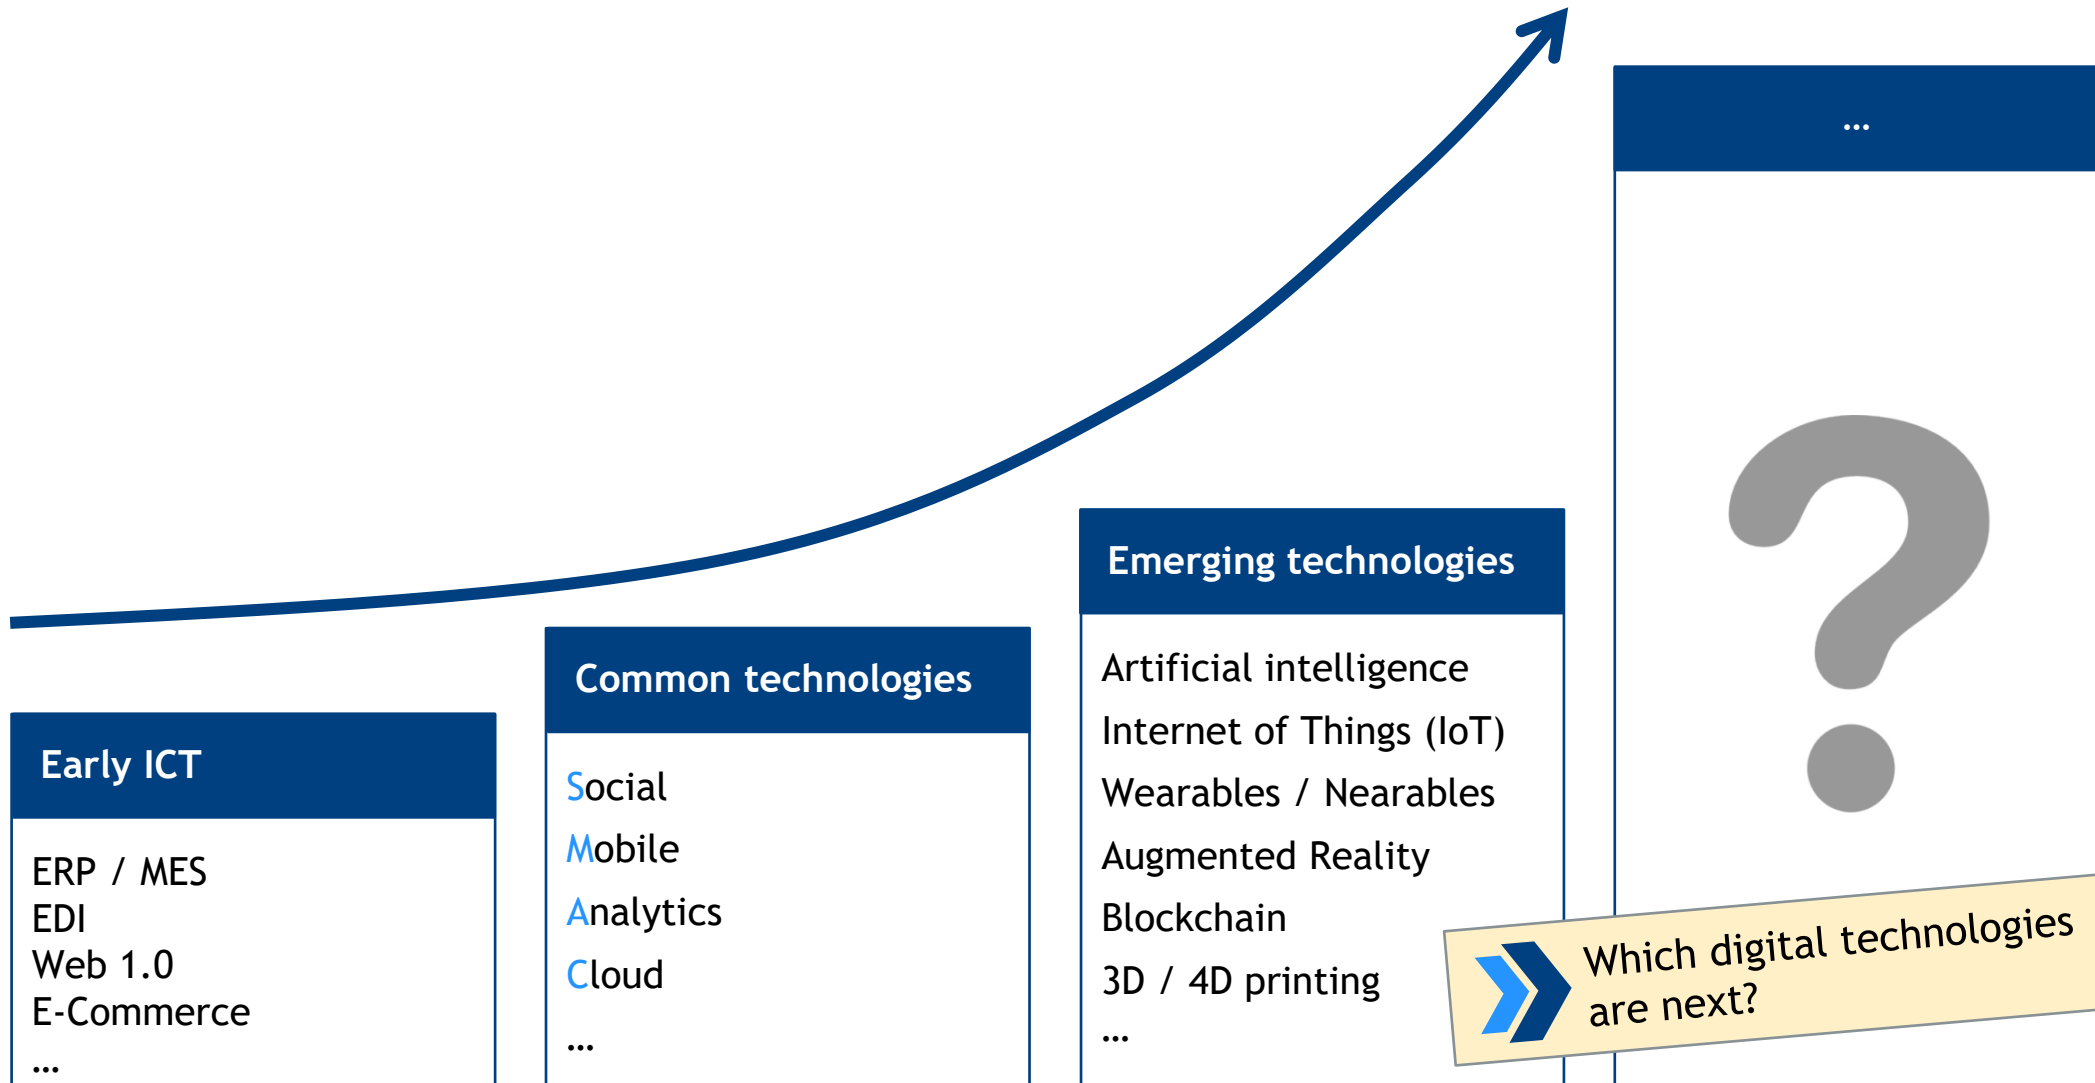 Early ICT
ERP / MES
EDI
Web 1.0
E-Commerce
…
Common technologies
Social
Mobile
Analytics
Cloud
…
Emerging technologies
Artificial intelligence
Internet of Things (IoT)
Wearables / Nearables
Augmented Reality
Blockchain
3D / 4D printing
…
…
?
Which digital technologies
are next?